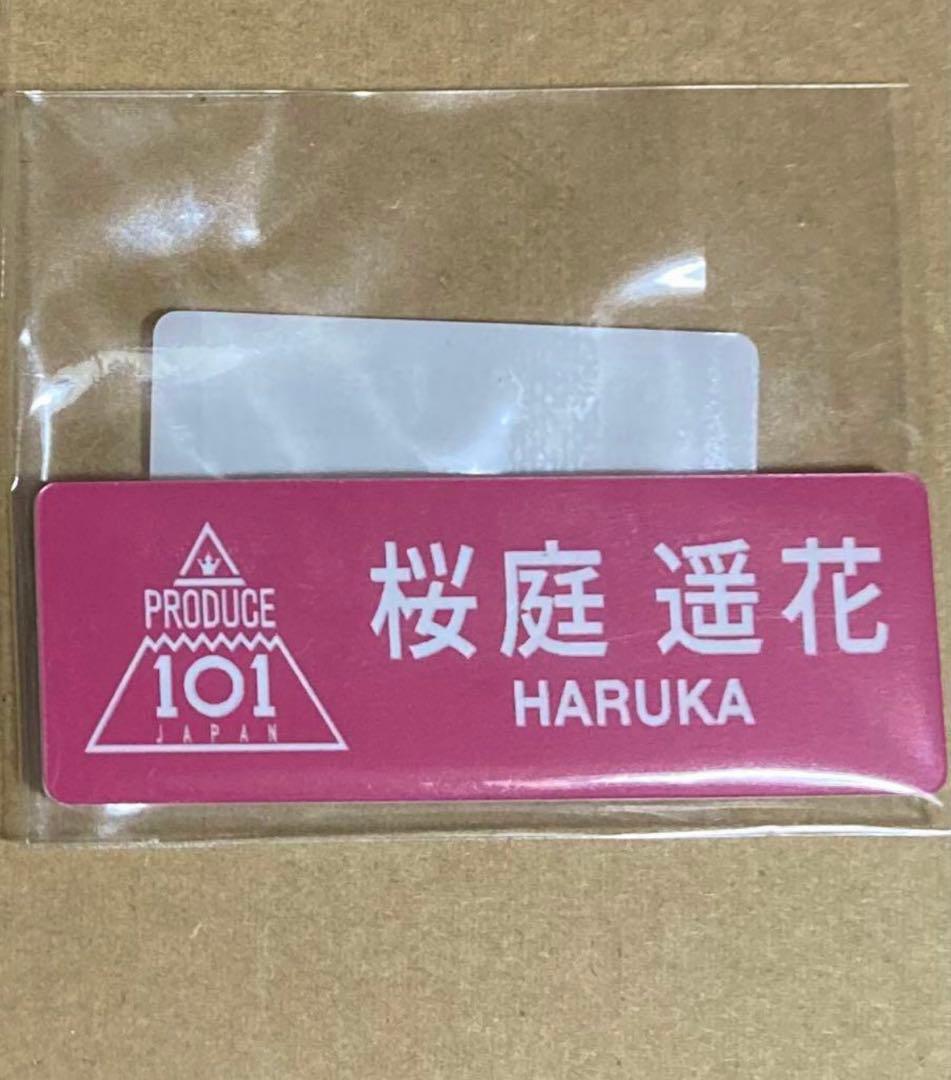 PRODUCE
101
JAPAN
桜庭 遥花
HARUKA